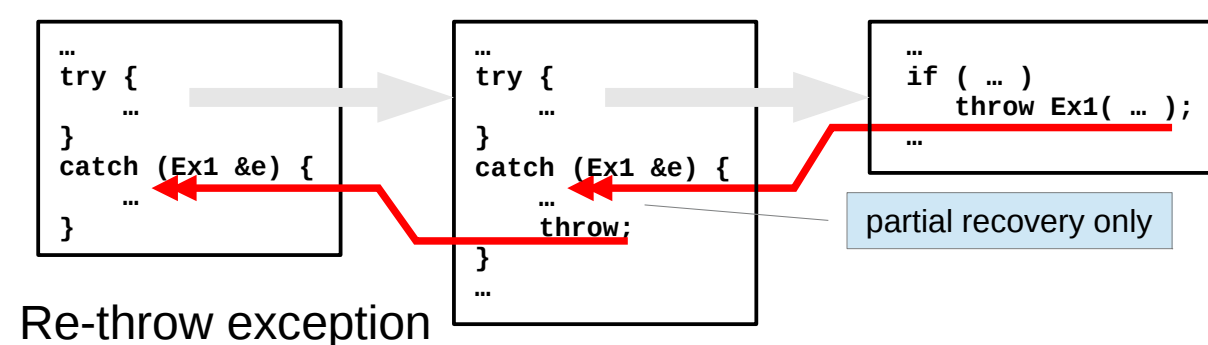 …
try {
…
}
catch (Ex1 &e) {
…
}
…
try {
…
}
catch (Ex1 &e) {
…
throw;
}
…
…
if ( … )
throw Ex1( … );
…
partial recovery only
Re-throw exception